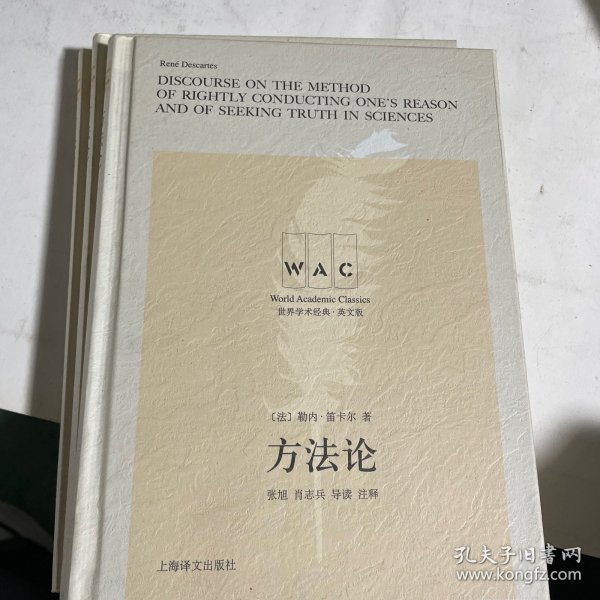 René Descartes
DISCOURSE ON THE METHOD
OF RIGHTLY CONDUCTING ONE'S REASON
AND OF SEEKING TRUTH IN SCIENCES
WAC
World Academic Classics
世界学术经典·英文版
〔法〕勒内·笛卡尔 著
方法论
张旭 肖志兵 导读 注释
上海译文出版社
孔夫子旧书网
www.kongfz.com